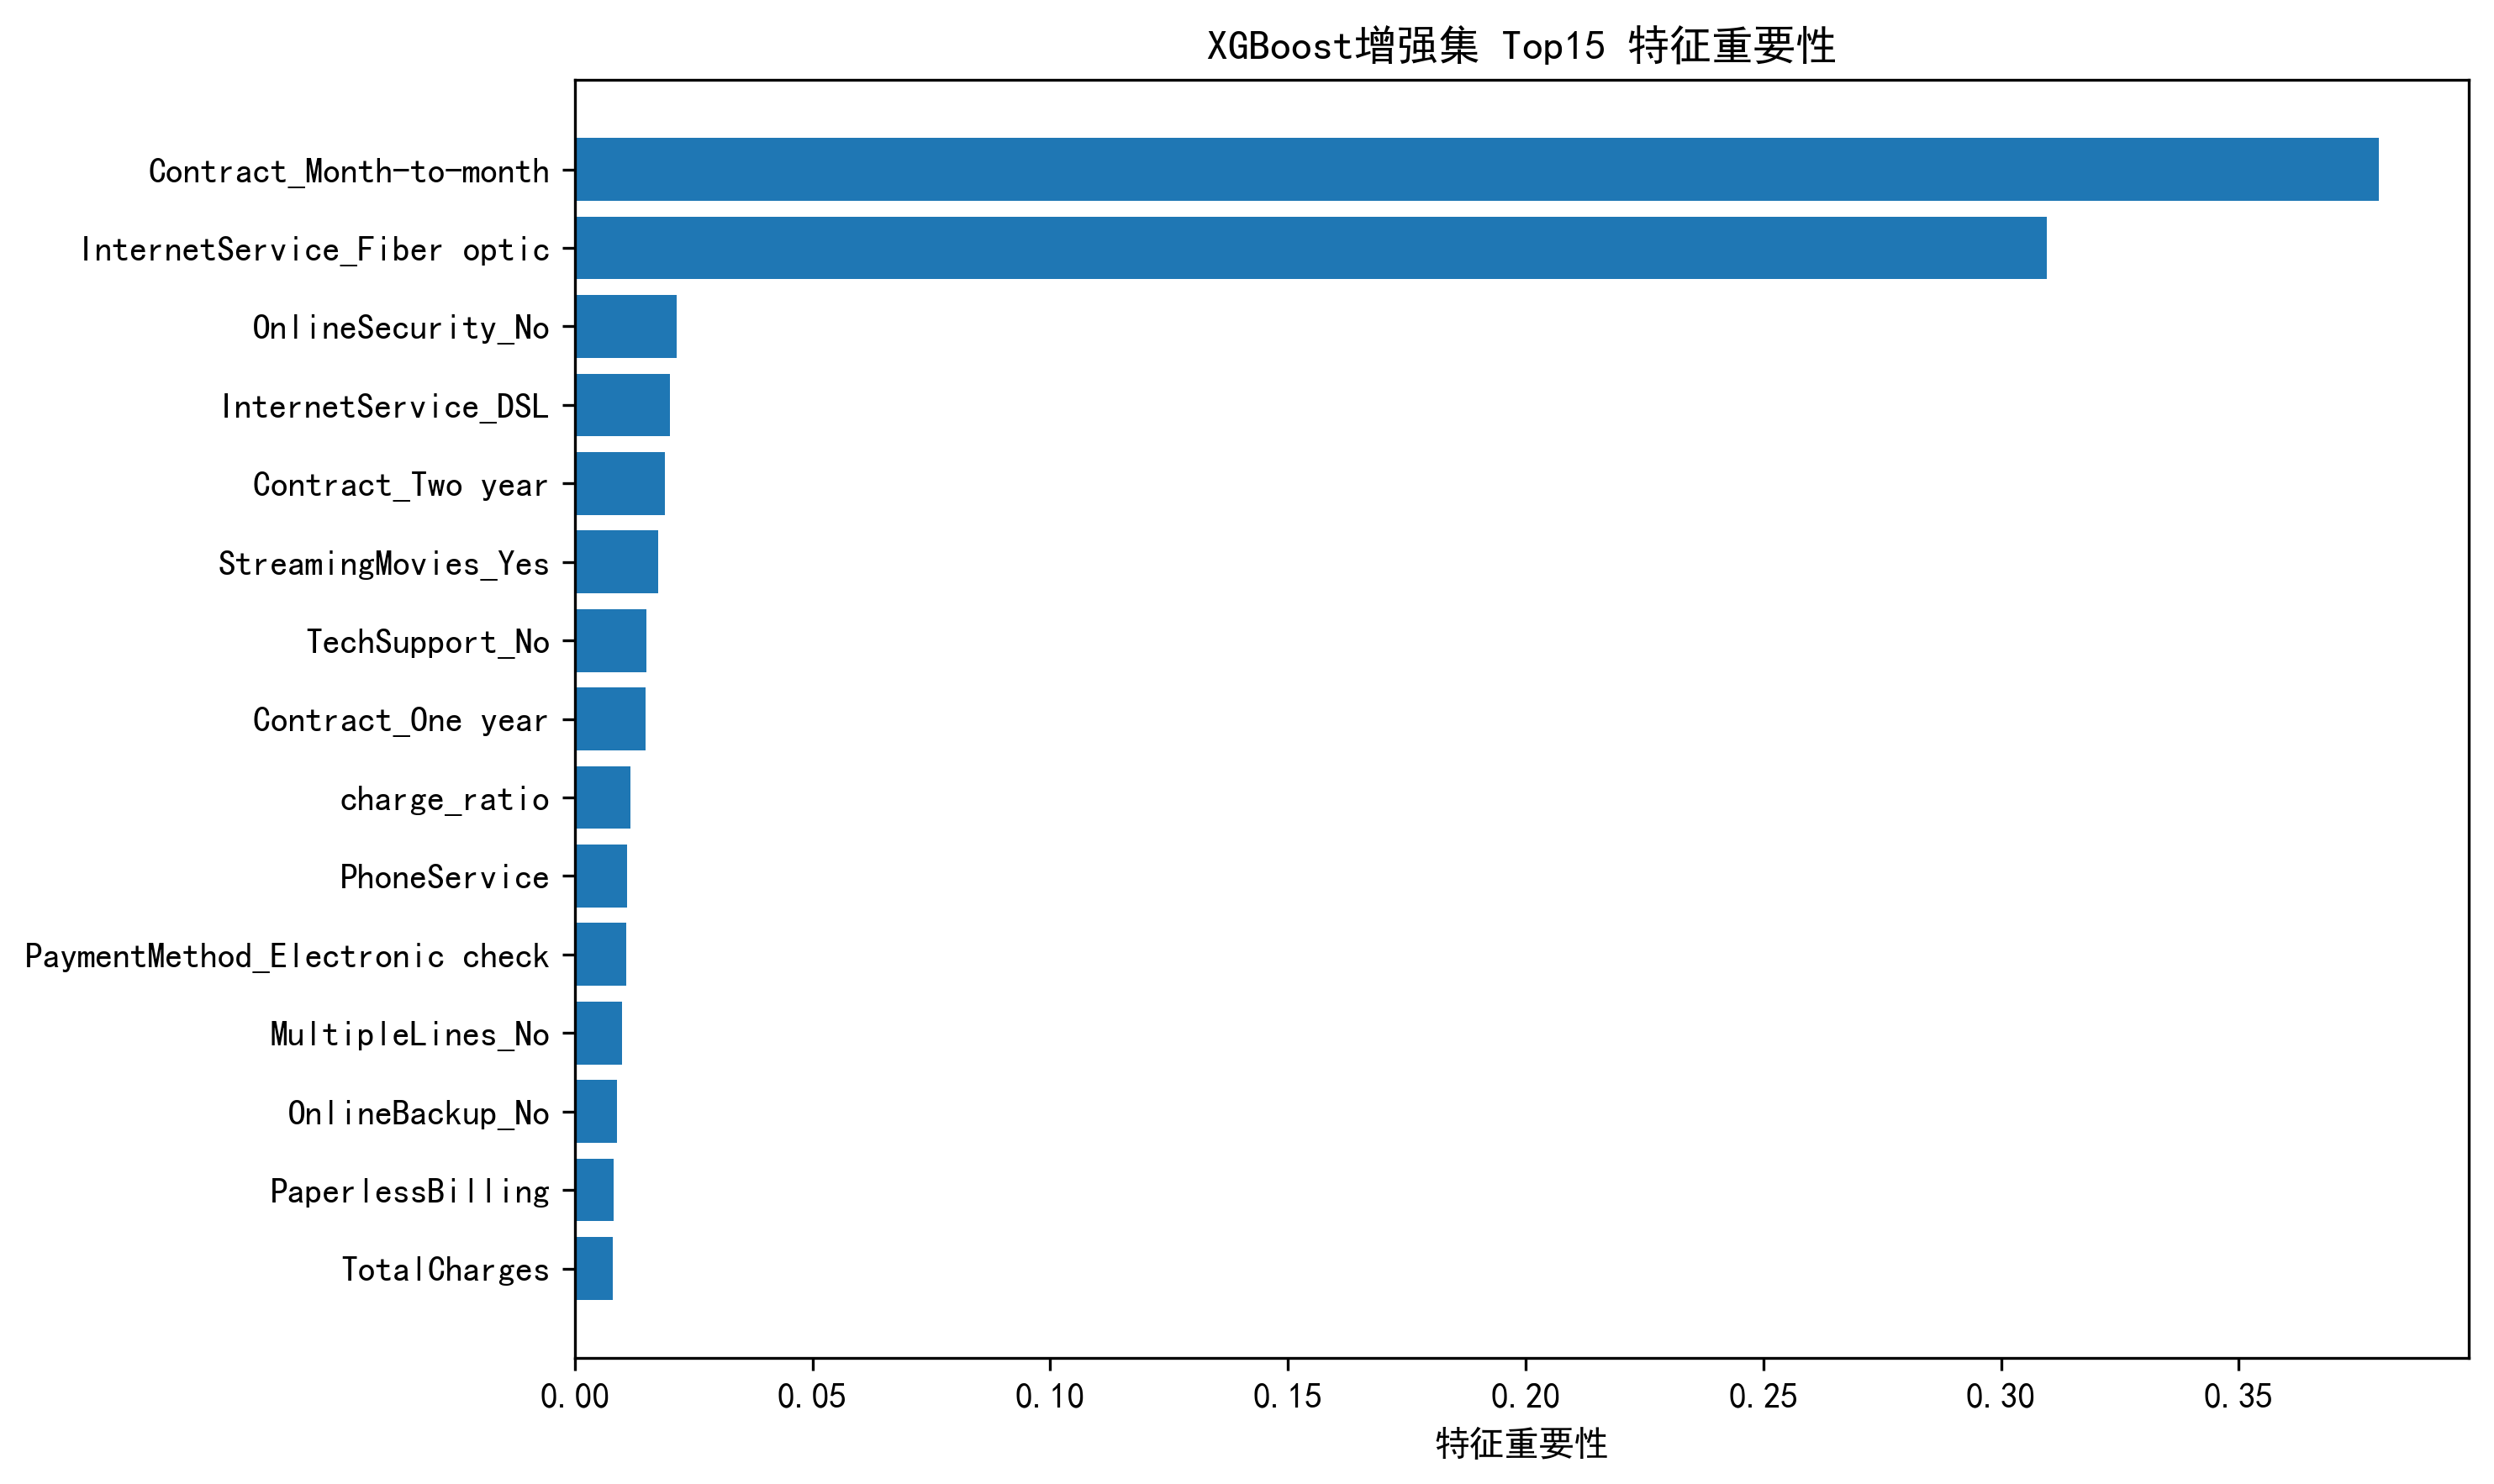 XGBoost增强集 Top15 特征重要性
Contract_Month-to-month
InternetService_Fiber optic
OnlineSecurity_No
InternetService_DSL
Contract_Two year
StreamingMovies_Yes
TechSupport_No
Contract_One year
charge_ratio
PhoneService
PaymentMethod_Electronic check
MultipleLines_No
OnlineBackup_No
PaperlessBilling
TotalCharges
0.00 0.05 0.10 0.15 0.20 0.25 0.30 0.35
特征重要性